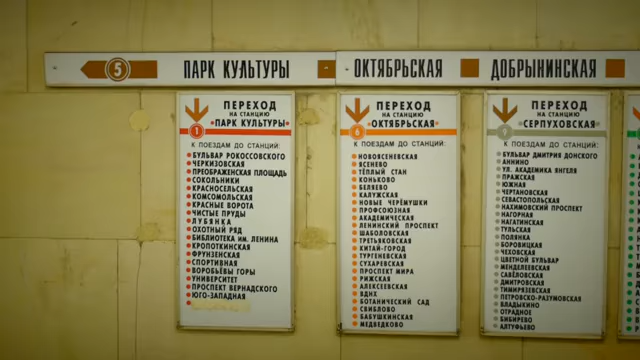 5 ПАРК КУЛЬТУРЫ ОКТЯБРЬСКАЯ ДОБРЫНИНСКАЯ
ПЕРЕХОД
НА СТАНЦИЮ
1 «ПАРК КУЛЬТУРЫ»
К ПОЕЗДАМ ДО СТАНЦИЙ:
БУЛЬВАР РОКОССОВСКОГО
ЧЕРКИЗОВСКАЯ
ПРЕОБРАЖЕНСКАЯ ПЛОЩАДЬ
СОКОЛЬНИКИ
КРАСНОСЕЛЬСКАЯ
КОМСОМОЛЬСКАЯ
КРАСНЫЕ ВОРОТА
ЧИСТЫЕ ПРУДЫ
ЛУБЯНКА
ОХОТНЫЙ РЯД
БИБЛИОТЕКА ИМ. ЛЕНИНА
КРОПОТКИНСКАЯ
ФРУНЗЕНСКАЯ
СПОРТИВНАЯ
ВОРОБЬЁВЫ ГОРЫ
УНИВЕРСИТЕТ
ПРОСПЕКТ ВЕРНАДСКОГО
ЮГО-ЗАПАДНАЯ
ПЕРЕХОД
НА СТАНЦИЮ
6 «ОКТЯБРЬСКАЯ»
К ПОЕЗДАМ ДО СТАНЦИЙ:
НОВОЯСЕНЕВСКАЯ
ЯСЕНЕВО
ТЁПЛЫЙ СТАН
КОНЬКОВО
БЕЛЯЕВО
КАЛУЖСКАЯ
НОВЫЕ ЧЕРЁМУШКИ
ПРОФСОЮЗНАЯ
АКАДЕМИЧЕСКАЯ
ЛЕНИНСКИЙ ПРОСПЕКТ
ШАБОЛОВСКАЯ
ТРЕТЬЯКОВСКАЯ
КИТАЙ-ГОРОД
ТУРГЕНЕВСКАЯ
СУХАРЕВСКАЯ
ПРОСПЕКТ МИРА
РИЖСКАЯ
АЛЕКСЕЕВСКАЯ
ВДНХ
БОТАНИЧЕСКИЙ САД
СВИБЛОВО
БАБУШКИНСКАЯ
МЕДВЕДКОВО
ПЕРЕХОД
НА СТАНЦИЮ
9 «СЕРПУХОВСКАЯ»
К ПОЕЗДАМ ДО СТАНЦИЙ:
БУЛЬВАР ДМИТРИЯ ДОНСКОГО
АННИНО
УЛ. АКАДЕМИКА ЯНГЕЛЯ
ПРАЖСКАЯ
ЮЖНАЯ
ЧЕРТАНОВСКАЯ
СЕВАСТОПОЛЬСКАЯ
НАХИМОВСКИЙ ПРОСПЕКТ
НАГОРНАЯ
НАГАТИНСКАЯ
ТУЛЬСКАЯ
ПОЛЯНКА
БОРОВИЦКАЯ
ЧЕХОВСКАЯ
ЦВЕТНОЙ БУЛЬВАР
МЕНДЕЛЕЕВСКАЯ
САВЁЛОВСКАЯ
ДМИТРОВСКАЯ
ТИМИРЯЗЕВСКАЯ
ПЕТРОВСКО-РАЗУМОВСКАЯ
ВЛАДЫКИНО
ОТРАДНОЕ
БИБИРЕВО
АЛТУФЬЕВО